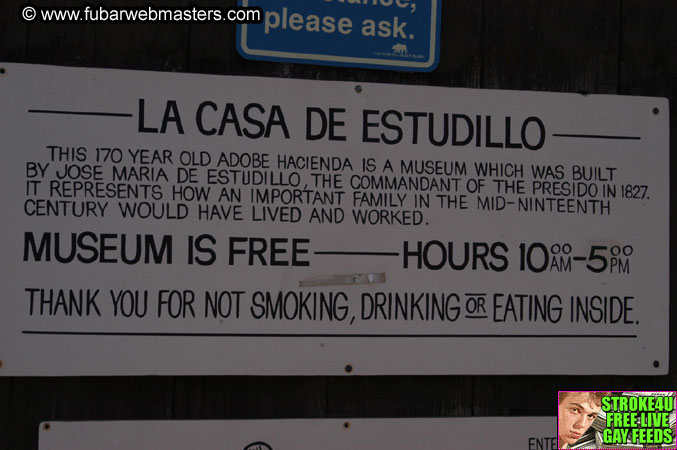 www.fubarwebmasters.com
please ask.
LA CASA DE ESTUDILLO
THIS 170 YEAR OLD ADOBE HACIENDA IS A MUSEUM WHICH WAS BUILT
BY JOSE MARIA DE ESTUDILLO, THE COMMANDANT OF THE PRESIDO IN 1827.
IT REPRESENTS HOW AN IMPORTANT FAMILY IN THE MID-NINTEENTH
CENTURY WOULD HAVE LIVED AND WORKED.
MUSEUM IS FREE — HOURS 10:00 AM-5:00 PM
THANK YOU FOR NOT SMOKING, DRINKING OR EATING INSIDE.
STROKE4U
FREE LIVE
GAY FEEDS